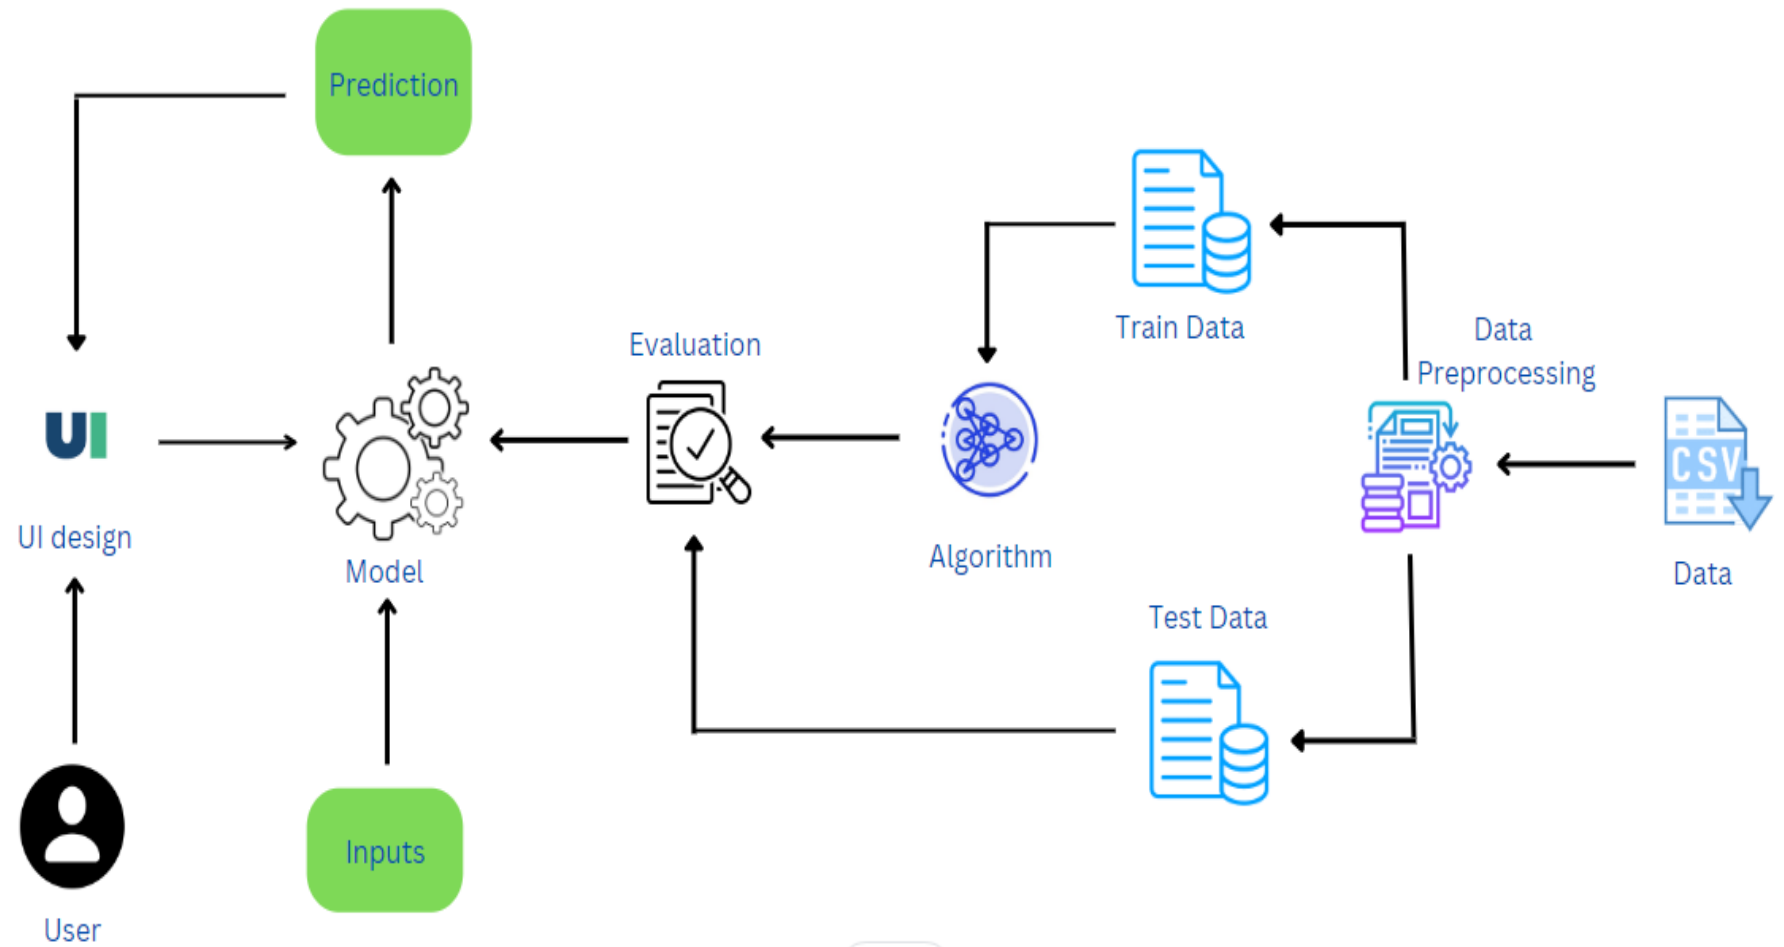 Prediction
Train Data
Data
Preprocessing
Evaluation
UI
CSV
UI design
Model
Algorithm
Data
Test Data
Inputs
User